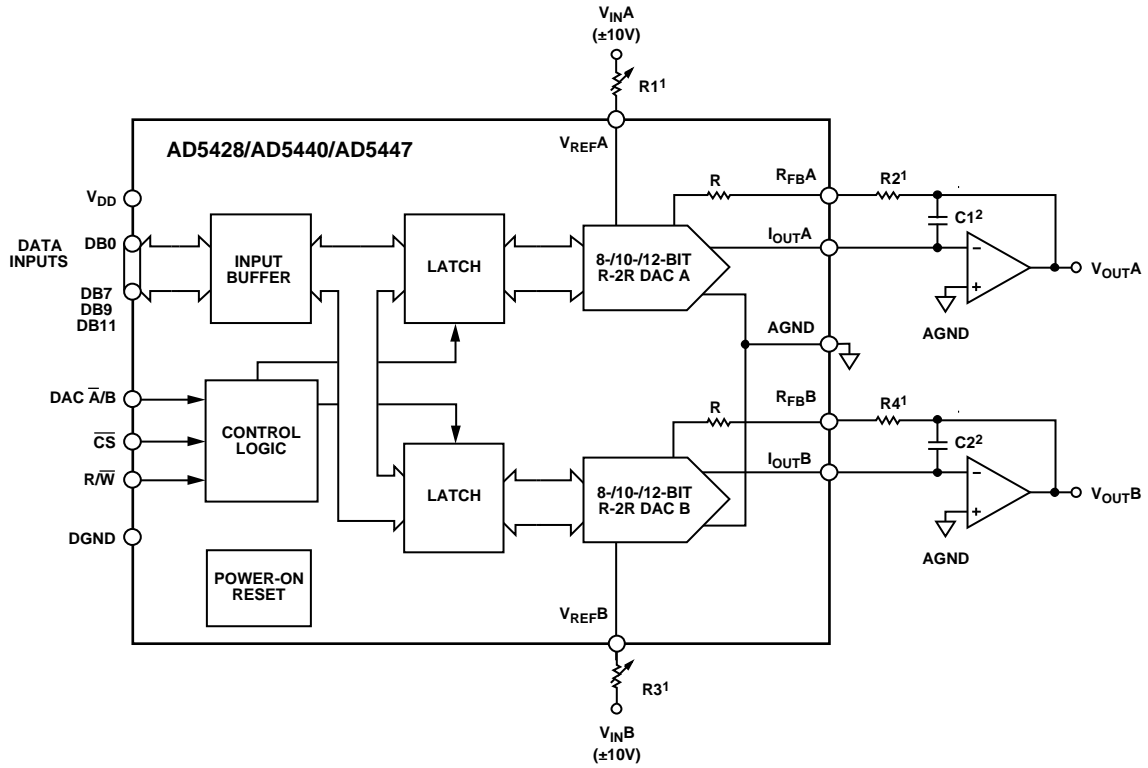 VINA
(±10V)
R1¹
VREFA
AD5428/AD5440/AD5447
VDD
DATA
INPUTS
DB0
DB7
DB9
DB11
INPUT
BUFFER
LATCH
8-/10-/12-BIT
R-2R DAC A
R
RFBA
R2¹
C1²
IOUTA
−
+
VOUTA
AGND
AGND
DAC A̅/B
C̅S̅
R/W̅
DGND
CONTROL
LOGIC
POWER-ON
RESET
LATCH
8-/10-/12-BIT
R-2R DAC B
R
RFBB
R4¹
C2²
IOUTB
−
+
VOUTB
AGND
VREFB
R3¹
VINB
(±10V)